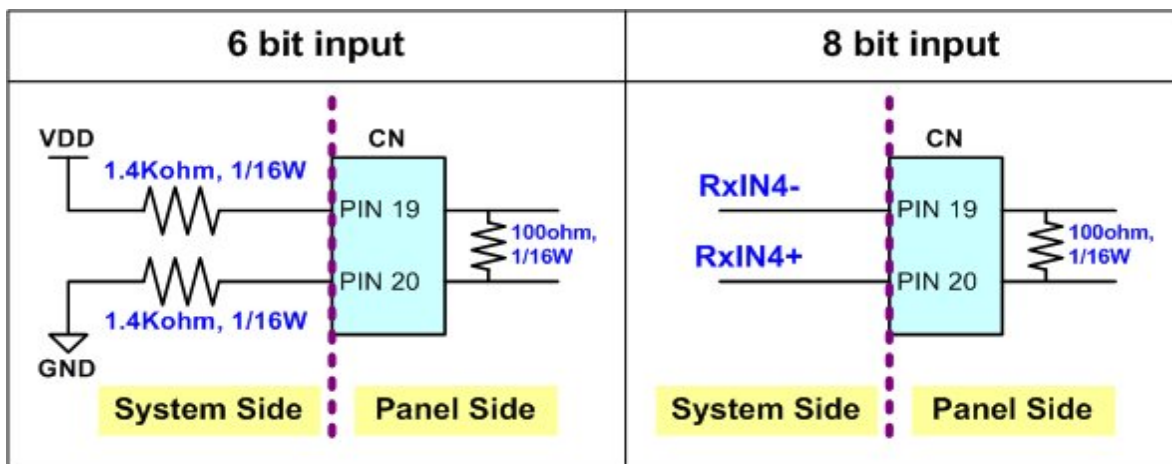 6 bit input
VDD
1.4Kohm, 1/16W
CN
PIN 19
100ohm,
1/16W
PIN 20
1.4Kohm, 1/16W
GND
System Side
Panel Side
8 bit input
CN
RxIN4-
PIN 19
100ohm,
1/16W
RxIN4+
PIN 20
System Side
Panel Side